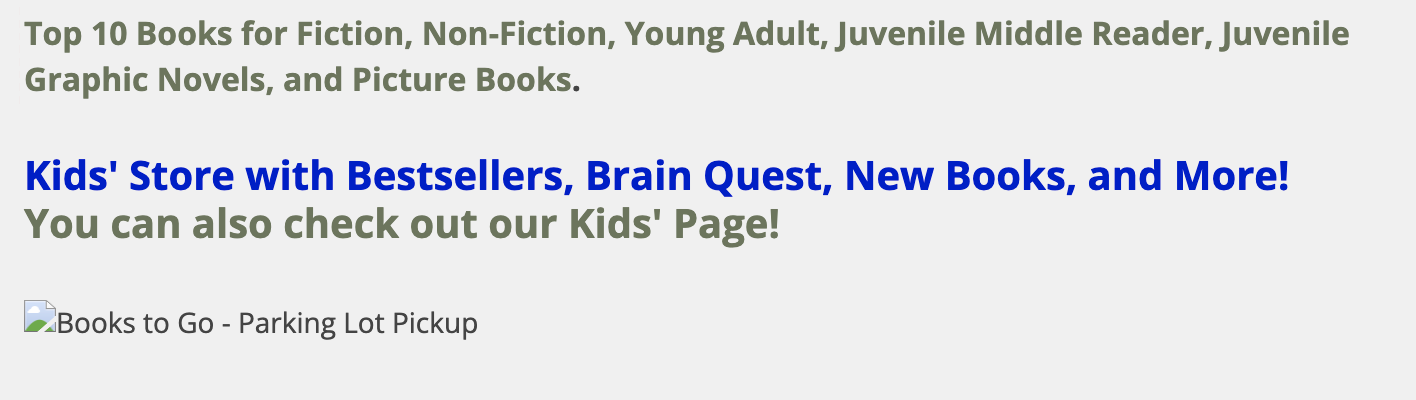 Top 10 Books for Fiction, Non-Fiction, Young Adult, Juvenile Middle Reader, Juvenile
Graphic Novels, and Picture Books.
Kids' Store with Bestsellers, Brain Quest, New Books, and More!
You can also check out our Kids' Page!
Books to Go - Parking Lot Pickup